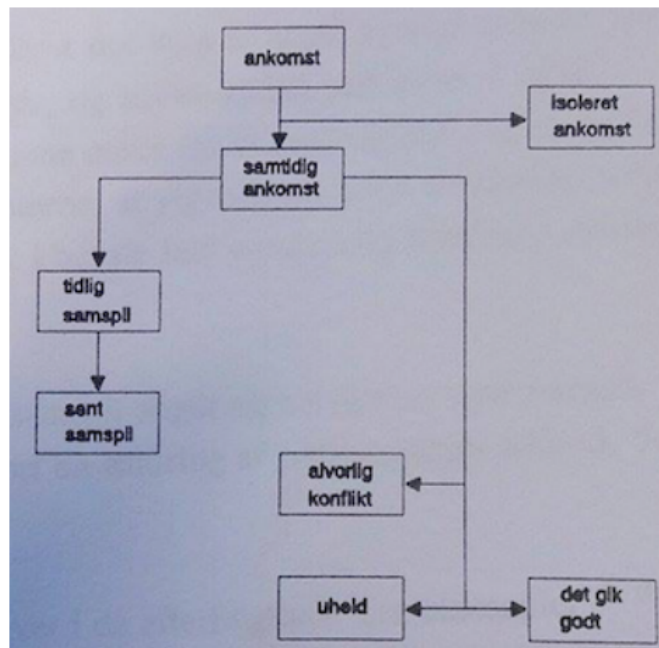 ankomst
isoleret
ankomst
samtidig
ankomst
tidlig
samspil
sent
samspil
alvorlig
konflikt
uheld
det gik
godt